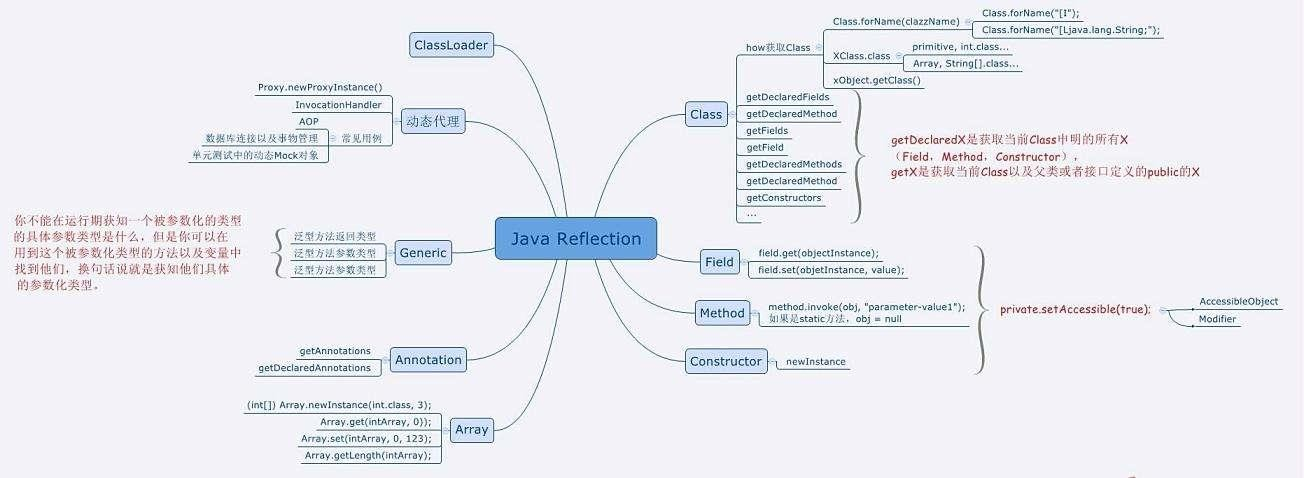 Java Reflection
ClassLoader
动态代理
Proxy.newProxyInstance()
InvocationHandler
常见用例
AOP
数据库连接以及事物管理
单元测试中的动态Mock对象
Generic
泛型方法返回类型
泛型方法参数类型
泛型方法参数类型
你不能在运行期获知一个被参数化的类型
的具体参数类型是什么，但是你可以在
用到这个被参数化类型的方法以及变量中
找到他们，换句话说就是获知他们具体
的参数化类型。
Annotation
getAnnotations
getDeclaredAnnotations
Array
(int[]) Array.newInstance(int.class, 3);
Array.get(intArray, 0));
Array.set(intArray, 0, 123);
Array.getLength(intArray);
Class
how获取Class
Class.forName(clazzName)
Class.forName("[I");
Class.forName("[Ljava.lang.String;");
XClass.class
primitive, int.class...
Array, String[].class...
xObject.getClass()
getDeclaredFields
getDeclaredMethod
getFields
getField
getDeclaredMethods
getDeclaredMethod
getConstructors
...
getDeclaredX是获取当前Class申明的所有X
（Field，Method，Constructor），
getX是获取当前Class以及父类或者接口定义的public的X
Field
field.get(objectInstance);
field.set(objetInstance, value);
Method
method.invoke(obj, "parameter-value1");
如果是static方法，obj = null
Constructor
newInstance
private.setAccessible(true);
AccessibleObject
Modifier